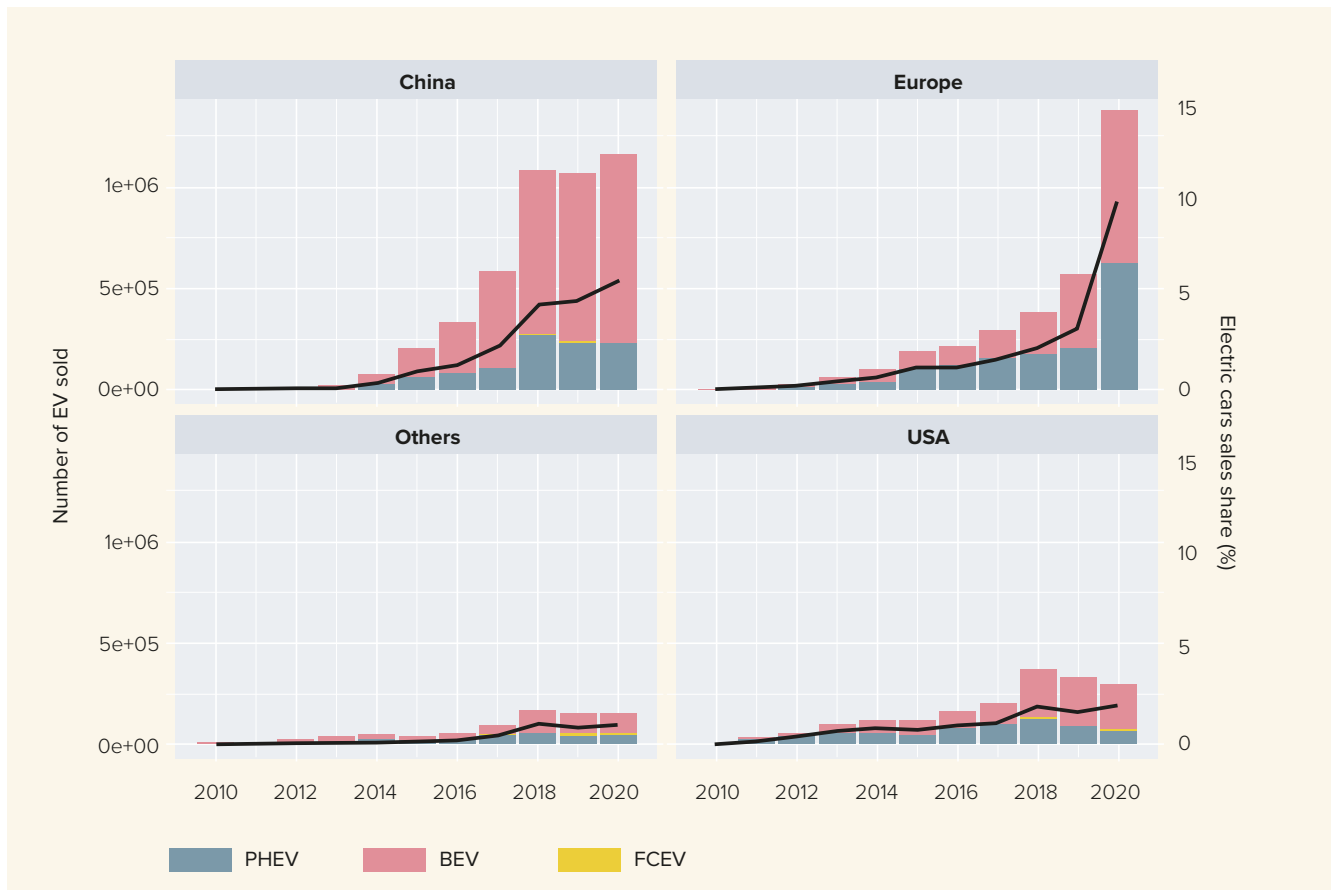 China
Europe
15
1e+06
10
5e+05
5
0e+00
0
Number of EV sold
Electric cars sales share (%)
Others
USA
15
1e+06
10
5e+05
5
0e+00
0
2010 2012 2014 2016 2018 2020
2010 2012 2014 2016 2018 2020
PHEV BEV FCEV